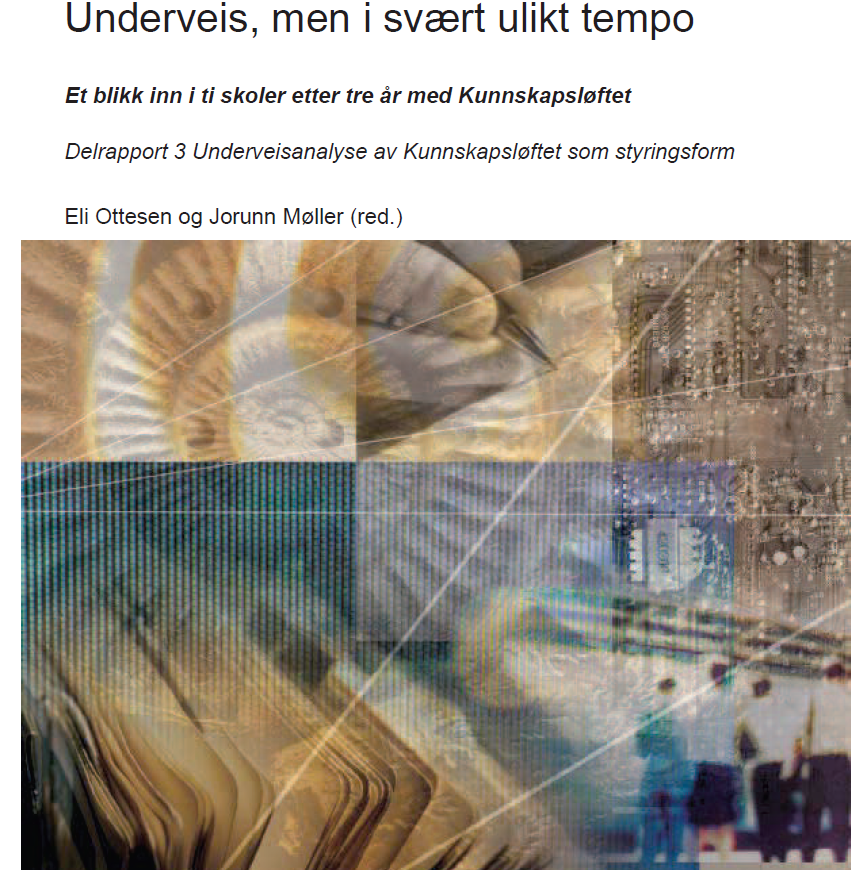 Underveis, men i svært ulikt tempo
Et blikk inn i ti skoler etter tre år med Kunnskapsløftet
Delrapport 3 Underveisanalyse av Kunnskapsløftet som styringsform
Eli Ottesen og Jorunn Møller (red.)